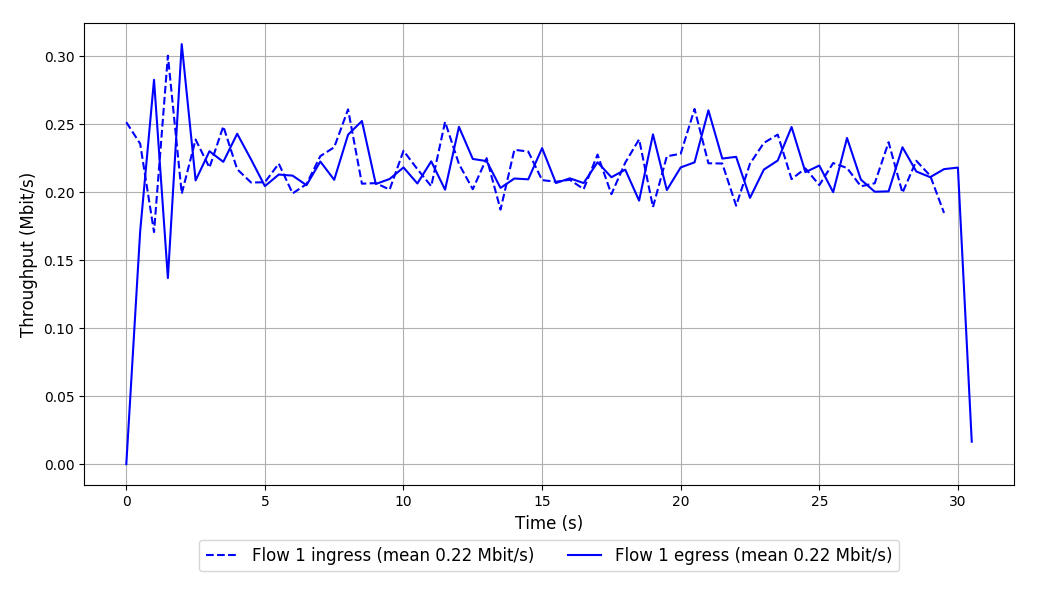 Throughput (Mbit/s)
0.30
0.25
0.20
0.15
0.10
0.05
0.00
0 5 10 15 20 25 30
Time (s)
Flow 1 ingress (mean 0.22 Mbit/s) Flow 1 egress (mean 0.22 Mbit/s)